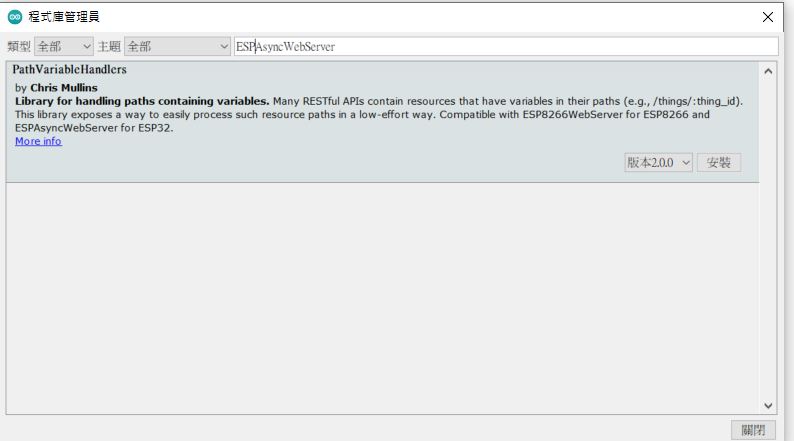 程式庫管理員
類型 全部 主題 全部 ESPAsyncWebServer
PathVariableHandlers
by Chris Mullins
Library for handling paths containing variables. Many RESTful APIs contain resources that have variables in their paths (e.g., /things/:thing_id).
This library exposes a way to easily process such resource paths in a low-effort way. Compatible with ESP8266WebServer for ESP8266 and
ESPAsyncWebServer for ESP32.
More info
版本2.0.0 安裝
關閉